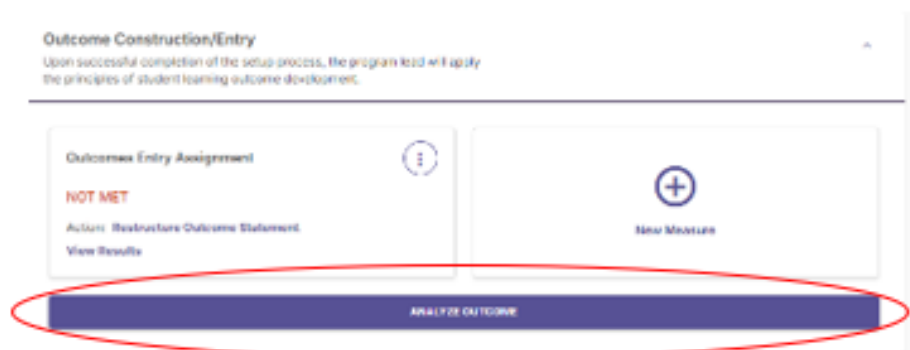 Outcome Construction/Entry
Upon successful completion of the setup process, the program lead will apply
the principles of student learning outcome development.
Outcomes Entry Assignment
NOT MET
Action: Restructure Outcome Statement
View Results
New Measure
ANALYZE OUTCOME